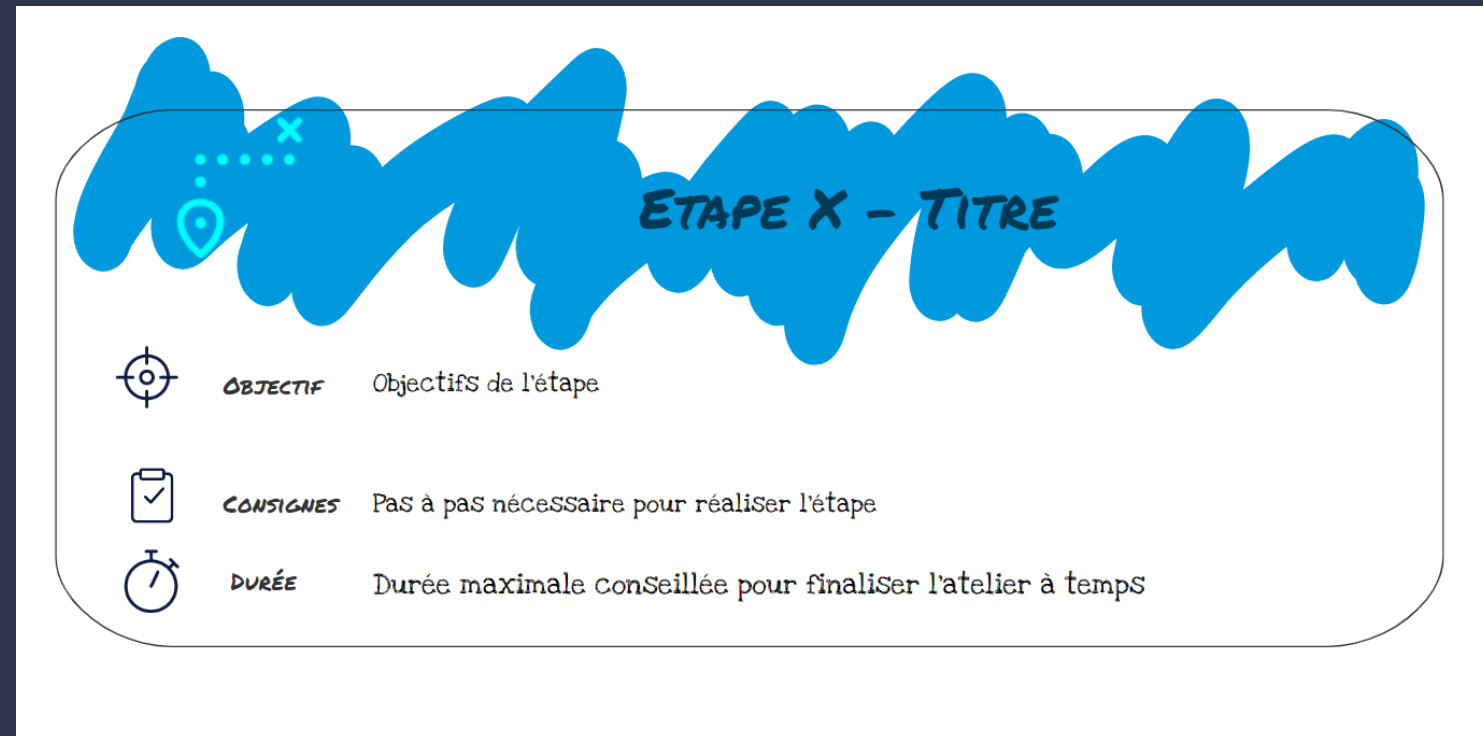 Etape X – Titre
Objectif Objectifs de l'étape
Consignes Pas à pas nécessaire pour réaliser l'étape
Durée Durée maximale conseillée pour finaliser l'atelier à temps